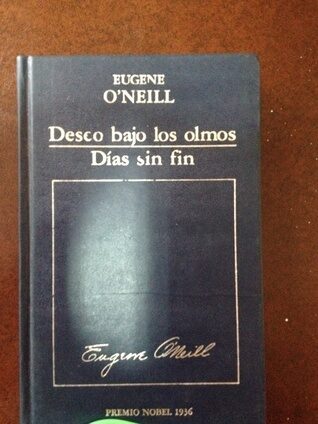 EUGENE
O'NEILL
Deseo bajo los olmos
Días sin fin
Eugene O'Neill
PREMIO NOBEL 1936